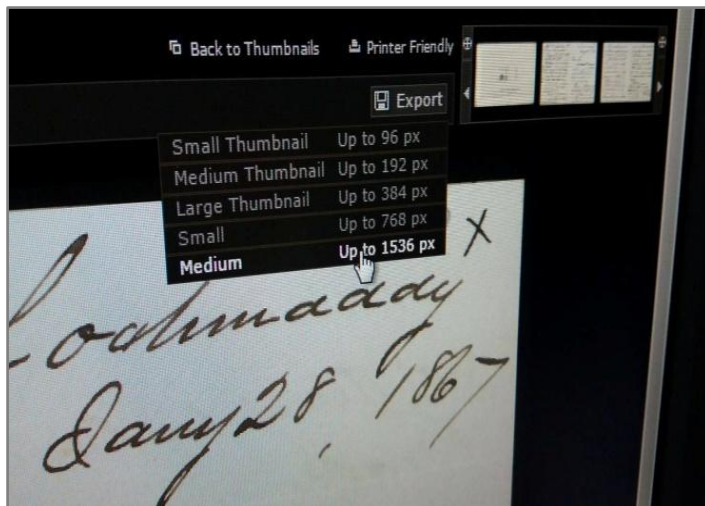 Back to Thumbnails Printer Friendly
Export
Small Thumbnail Up to 96 px
Medium Thumbnail Up to 192 px
Large Thumbnail Up to 384 px
Small Up to 768 px
Medium Up to 1536 px
X
Lochmaddy
Jany 28, 1867